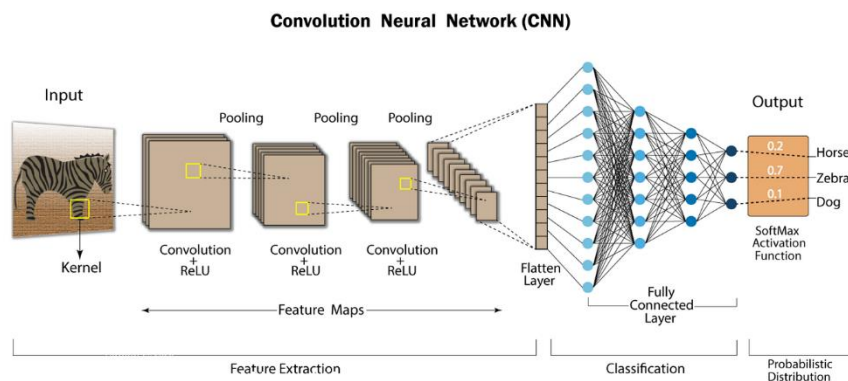 Convolution Neural Network (CNN)
Input
Kernel
Pooling
Pooling
Pooling
Convolution
+
ReLU
Convolution
+
ReLU
Convolution
+
ReLU
Feature Maps
Flatten
Layer
Fully
Connected
Layer
Output
0.2
Horse
0.7
Zebra
0.1
Dog
SoftMax
Activation
Function
Feature Extraction
Classification
Probabilistic
Distribution